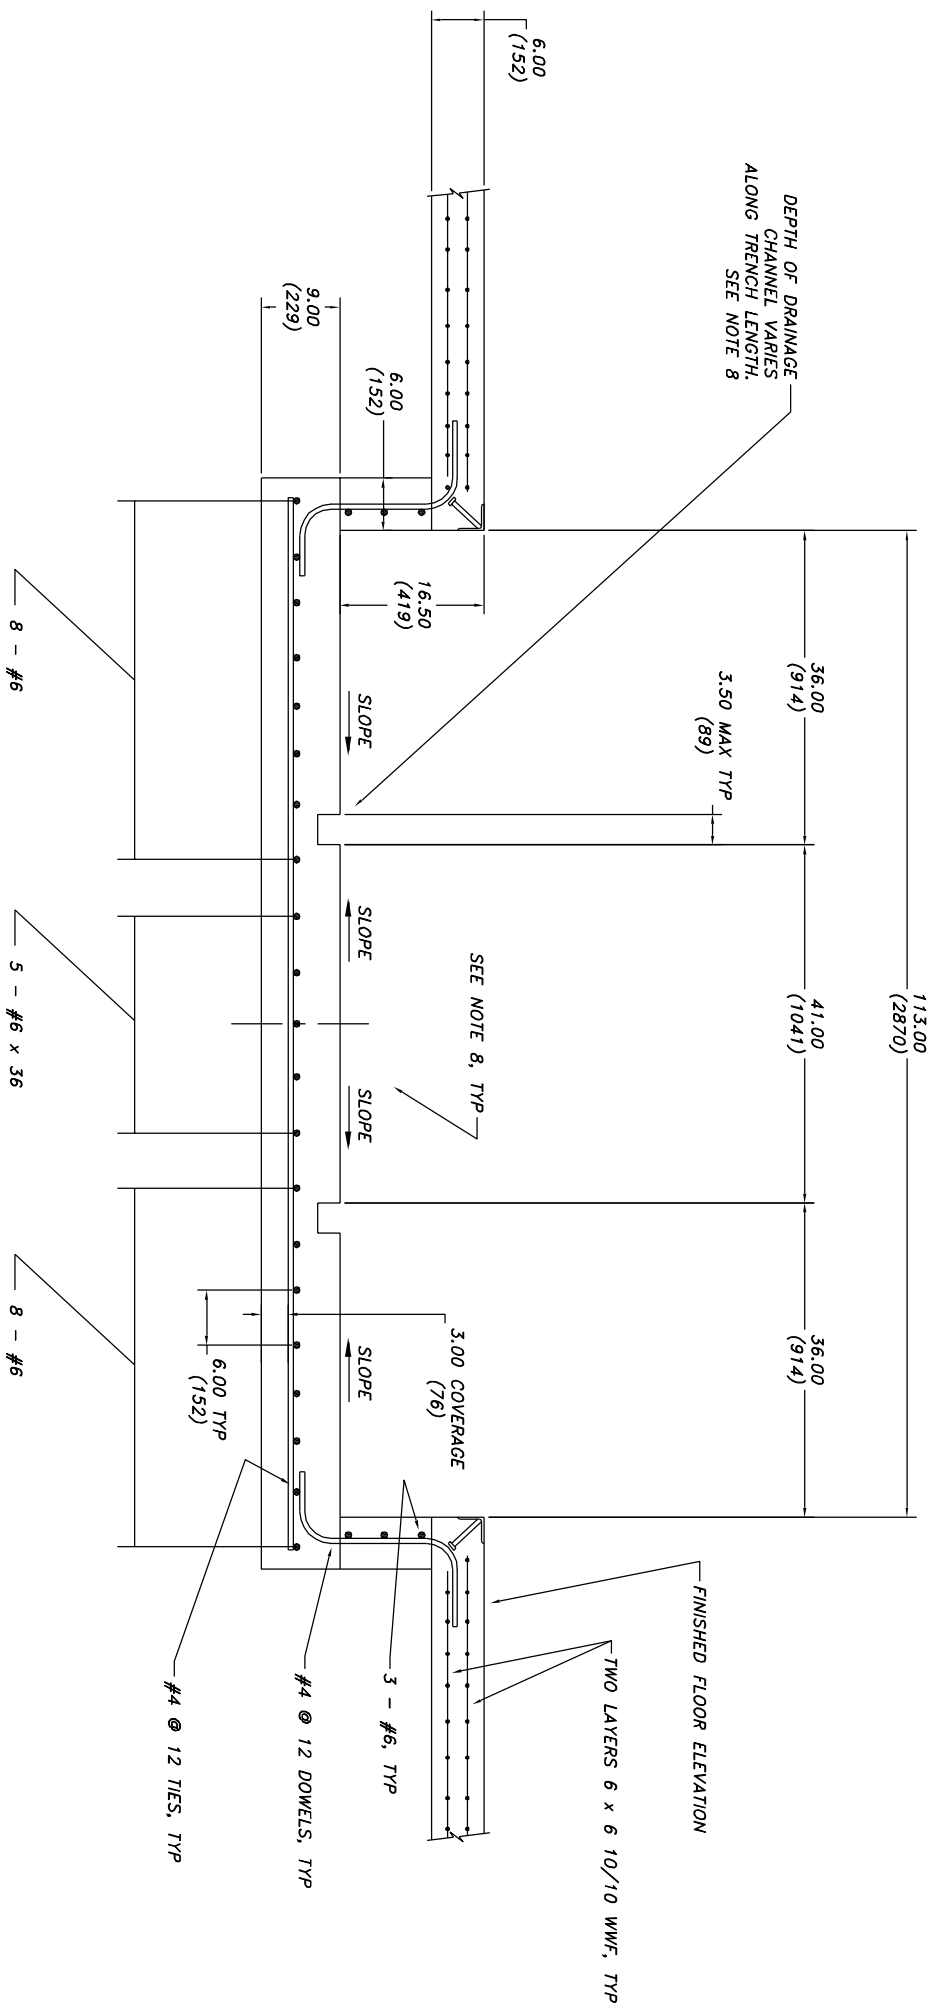 113.00
(2870)
36.00
(914)
41.00
(1041)
36.00
(914)
DEPTH OF DRAINAGE
CHANNEL VARIES
ALONG TRENCH LENGTH.
SEE NOTE 8
3.50 MAX TYP
(89)
FINISHED FLOOR ELEVATION
6.00
(152)
TWO LAYERS 6 x 6 10/10 WWF, TYP
SEE NOTE 8, TYP
16.50
(419)
3.00 COVERAGE
(76)
3 - #6, TYP
6.00
(152)
SLOPE
SLOPE
SLOPE
SLOPE
9.00
(229)
#4 @ 12 DOWELS, TYP
6.00 TYP
(152)
#4 @ 12 TIES, TYP
8 - #6
5 - #6 x 36
8 - #6